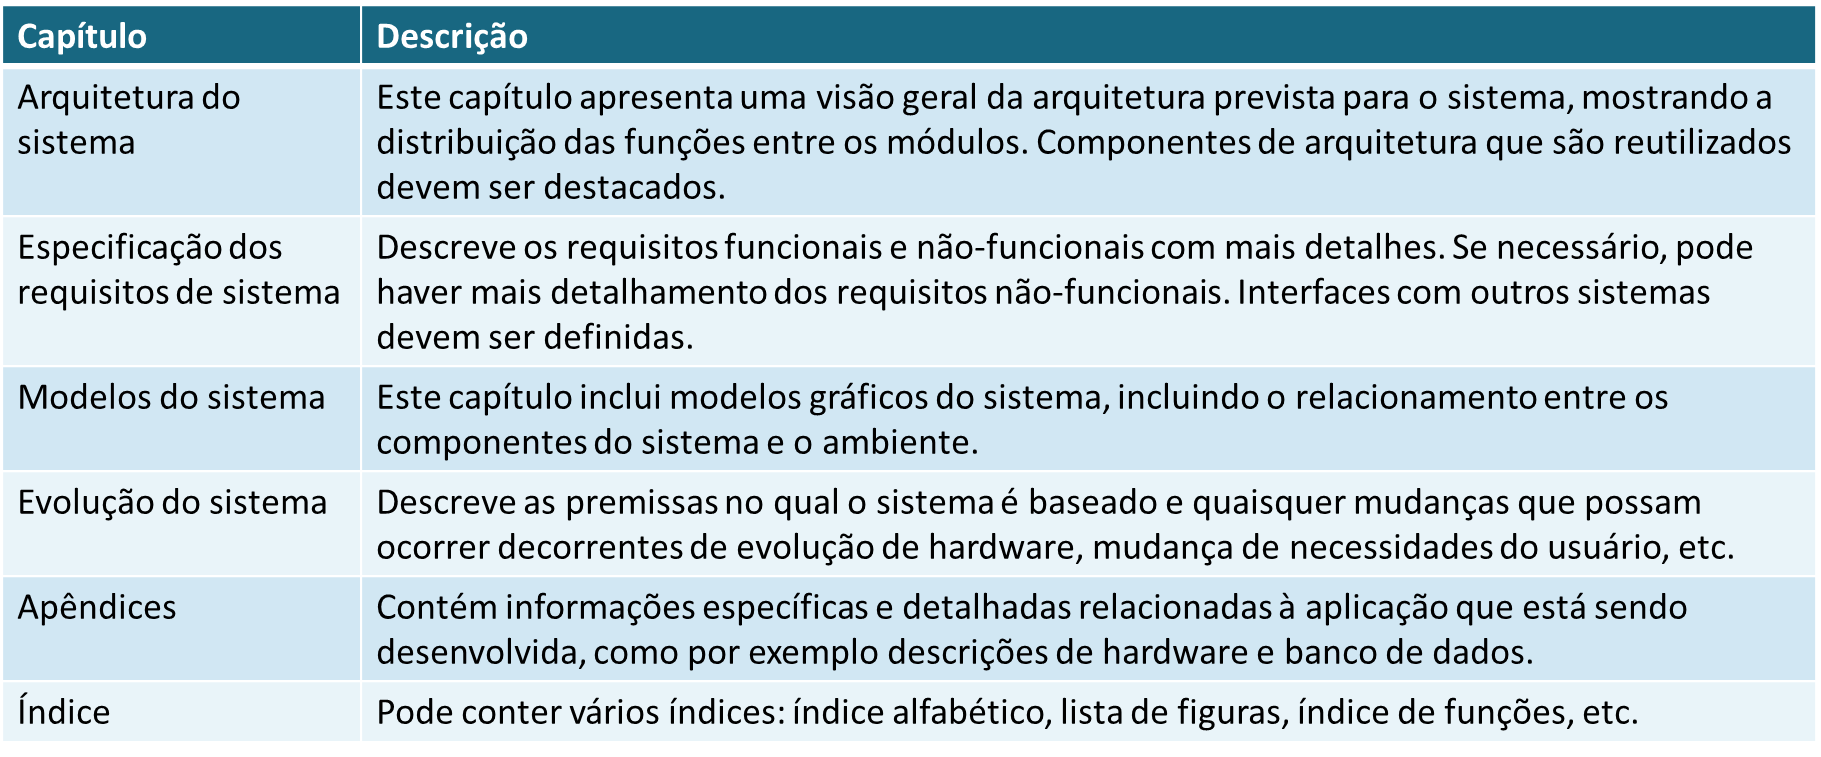 Capítulo
Descrição
Arquitetura do
sistema
Este capítulo apresenta uma visão geral da arquitetura prevista para o sistema, mostrando a
distribuição das funções entre os módulos. Componentes de arquitetura que são reutilizados
devem ser destacados.
Especificação dos
requisitos de sistema
Descreve os requisitos funcionais e não-funcionais com mais detalhes. Se necessário, pode
haver mais detalhamento dos requisitos não-funcionais. Interfaces com outros sistemas
devem ser definidas.
Modelos do sistema
Este capítulo inclui modelos gráficos do sistema, incluindo o relacionamento entre os
componentes do sistema e o ambiente.
Evolução do sistema
Descreve as premissas no qual o sistema é baseado e quaisquer mudanças que possam
ocorrer decorrentes de evolução de hardware, mudança de necessidades do usuário, etc.
Apêndices
Contém informações específicas e detalhadas relacionadas à aplicação que está sendo
desenvolvida, como por exemplo descrições de hardware e banco de dados.
Índice
Pode conter vários índices: índice alfabético, lista de figuras, índice de funções, etc.